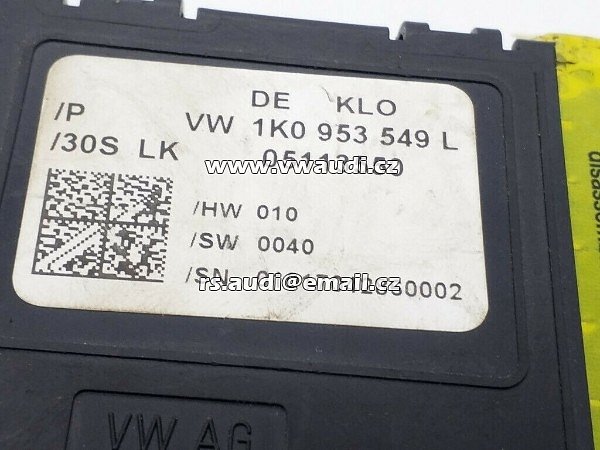 DE KLO
/P VW 1K0 953 549 L
/30S LK
www.vwaudi.cz
/HW 010
/SW 0040
/SN
rs.audi@email.cz
VW AG